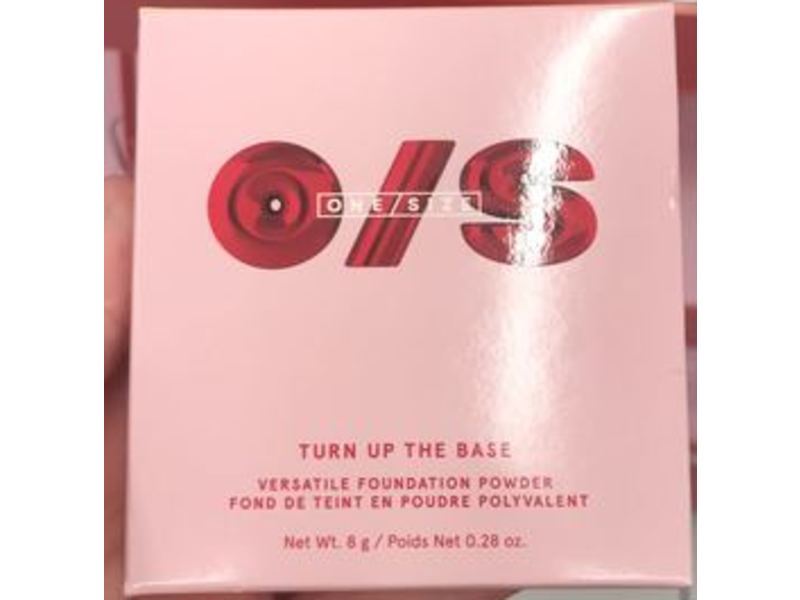 O/S
ONE/SIZE
TURN UP THE BASE
VERSATILE FOUNDATION POWDER
FOND DE TEINT EN POUDRE POLYVALENT
Net Wt. 8 g / Poids Net 0.28 oz.